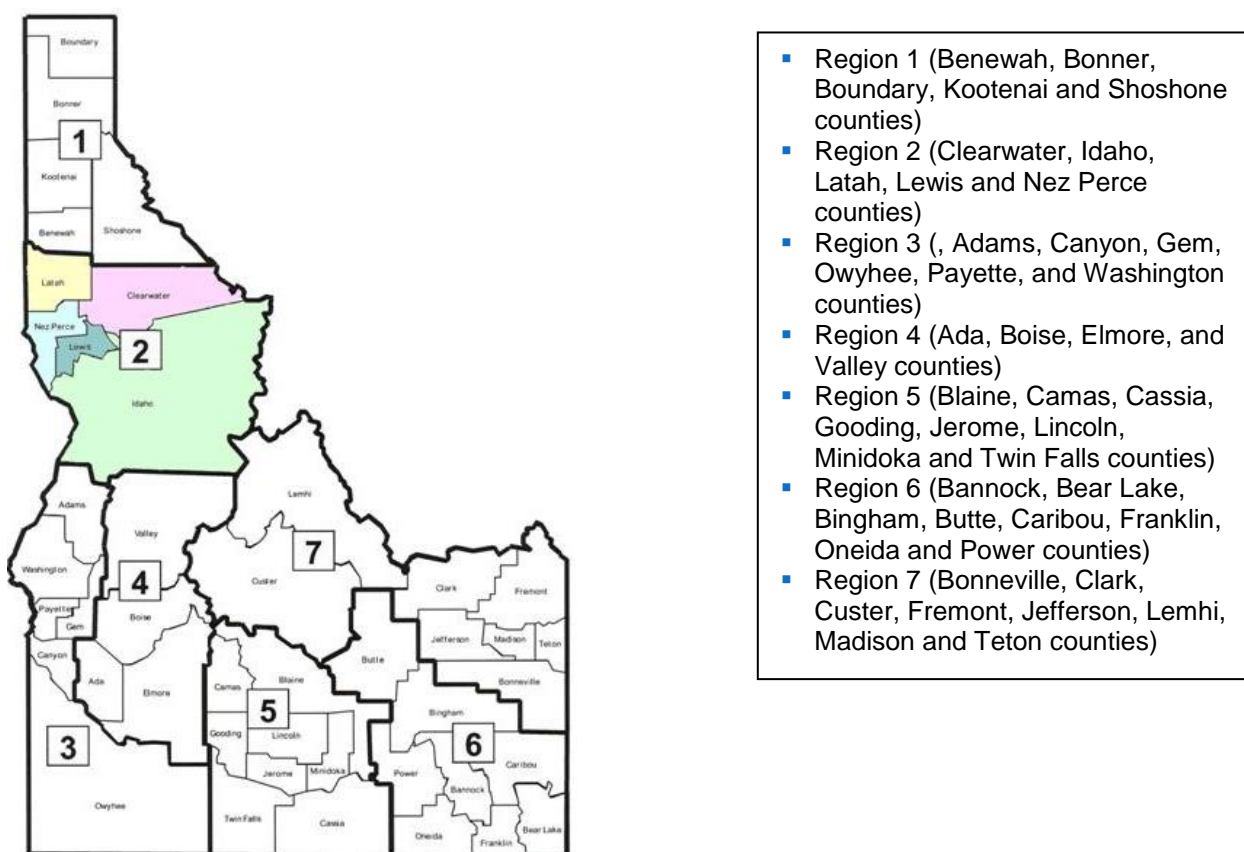 Boundary
Bonner
1
Kootenai
Shoshone
Benewah
Latah
Clearwater
Nez Perce
Lewis
2
Idaho
Adams
Lemhi
Valley
7
Washington
4
Custer
Clark
Fremont
Payette
Boise
Gem
Jefferson
Madison
Teton
Canyon
Butte
Ada
Elmore
Camas
Blaine
Bonneville
5
Bingham
3
Gooding
Lincoln
6
Caribou
Jerome
Minidoka
Power
Bannock
Owyhee
Twin Falls
Cassia
Oneida
Franklin
Bear Lake
▪ Region 1 (Benewah, Bonner,
Boundary, Kootenai and Shoshone
counties)
▪ Region 2 (Clearwater, Idaho,
Latah, Lewis and Nez Perce
counties)
▪ Region 3 (, Adams, Canyon, Gem,
Owyhee, Payette, and Washington
counties)
▪ Region 4 (Ada, Boise, Elmore, and
Valley counties)
▪ Region 5 (Blaine, Camas, Cassia,
Gooding, Jerome, Lincoln,
Minidoka and Twin Falls counties)
▪ Region 6 (Bannock, Bear Lake,
Bingham, Butte, Caribou, Franklin,
Oneida and Power counties)
▪ Region 7 (Bonneville, Clark,
Custer, Fremont, Jefferson, Lemhi,
Madison and Teton counties)